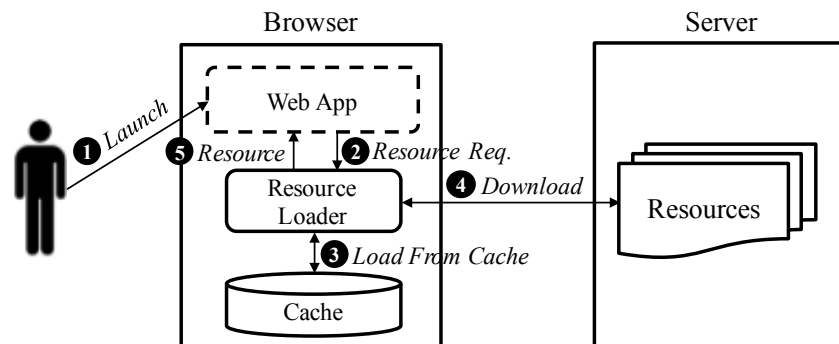 Browser
Server
Web App
1 Launch
5 Resource
2 Resource Req.
Resource
Loader
4 Download
Resources
3 Load From Cache
Cache